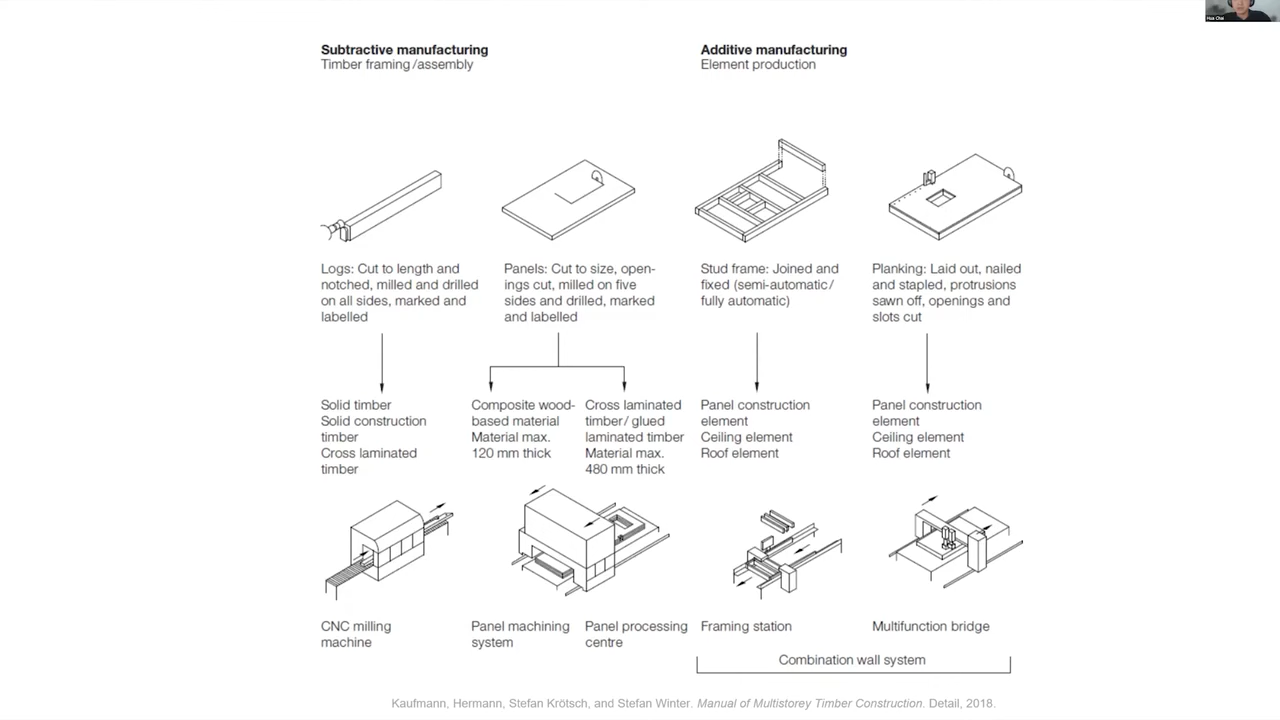 Hua Chai
Subtractive manufacturing
Timber framing/assembly
Additive manufacturing
Element production
Logs: Cut to length and
notched, milled and drilled
on all sides, marked and
labelled
Panels: Cut to size, open-
ings cut, milled on five
sides and drilled, marked
and labelled
Stud frame: Joined and
fixed (semi-automatic/
fully automatic)
Planking: Laid out, nailed
and stapled, protrusions
sawn off, openings and
slots cut
Solid timber
Solid construction
timber
Cross laminated
timber
Composite wood-
based material
Material max.
120 mm thick
Cross laminated
timber/glued
laminated timber
Material max.
480 mm thick
Panel construction
element
Ceiling element
Roof element
Panel construction
element
Ceiling element
Roof element
CNC milling
machine
Panel machining
system
Panel processing
centre
Framing station
Multifunction bridge
Combination wall system
Kaufmann, Hermann, Stefan Krötsch, and Stefan Winter. Manual of Multistorey Timber Construction. Detail, 2018.